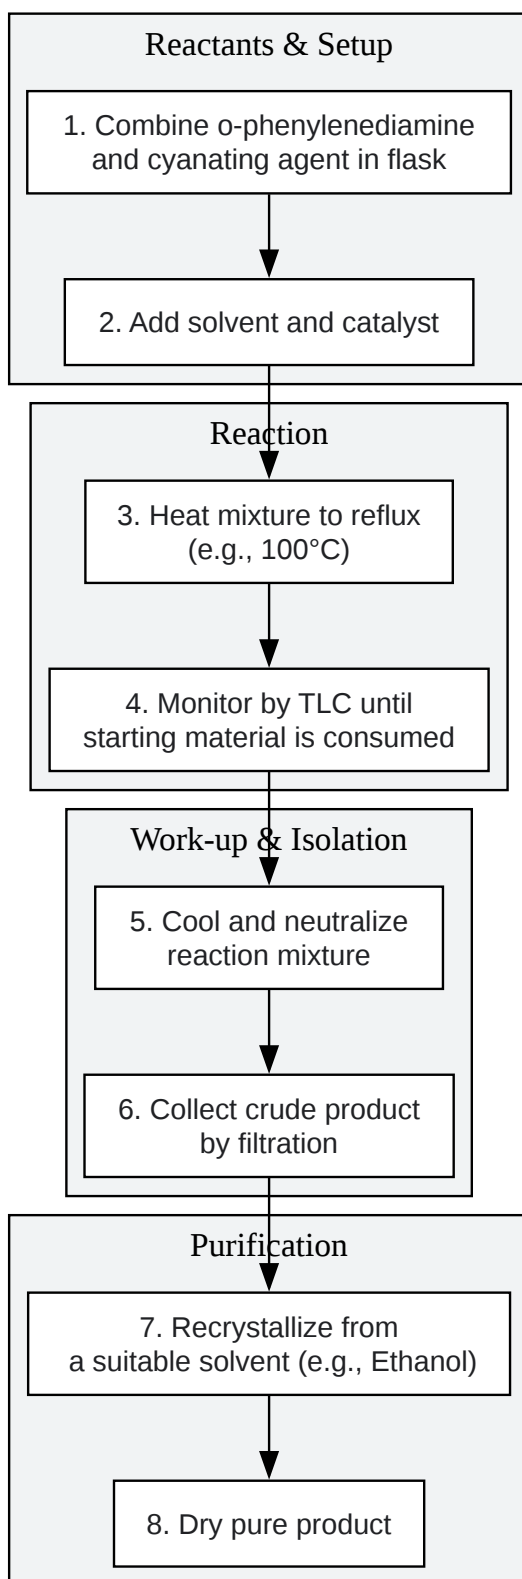 Reactants & Setup
1. Combine o-phenylenediamine
and cyanating agent in flask
2. Add solvent and catalyst
Reaction
3. Heat mixture to reflux
(e.g., 100°C)
4. Monitor by TLC until
starting material is consumed
Work-up & Isolation
5. Cool and neutralize
reaction mixture
6. Collect crude product
by filtration
Purification
7. Recrystallize from
a suitable solvent (e.g., Ethanol)
8. Dry pure product